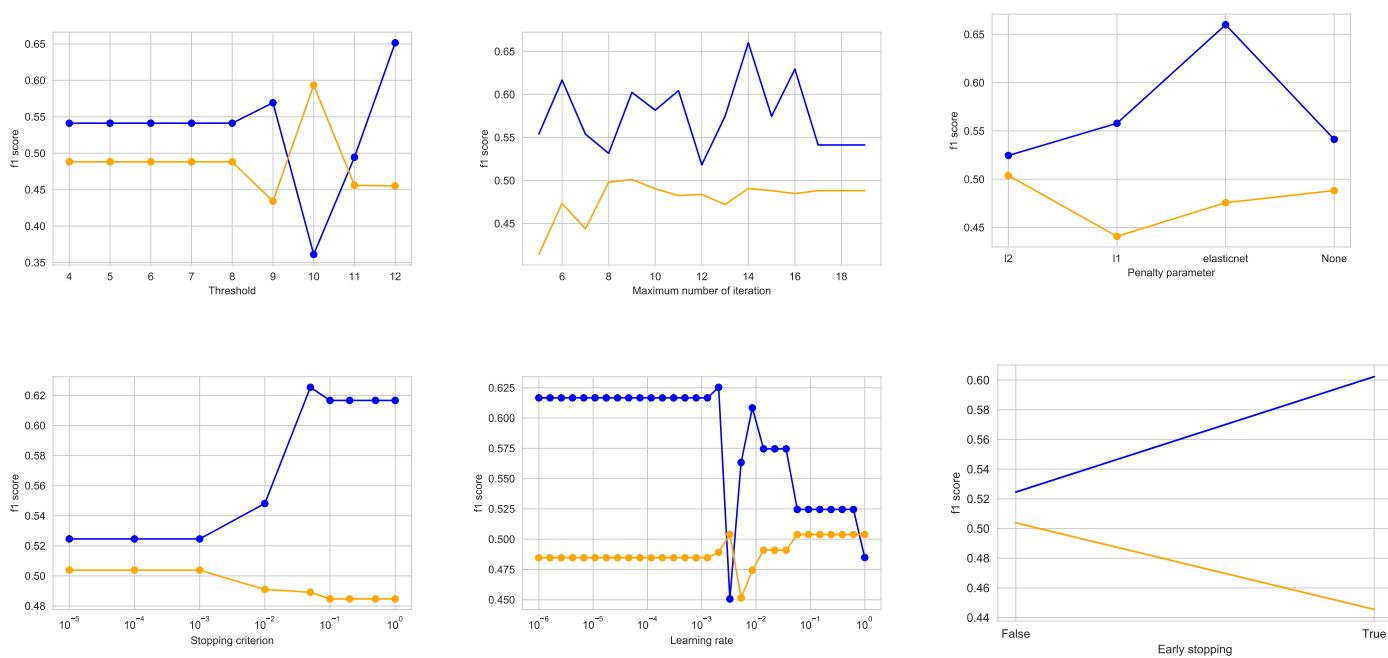 0.65
0.60
0.55
0.50
0.45
0.40
0.35
f1 score
4 5 6 7 8 9 10 11 12
Threshold
0.65
0.60
0.55
0.50
0.45
f1 score
6 8 10 12 14 16 18
Maximum number of iteration
0.65
0.60
0.55
0.50
0.45
f1 score
l2 l1 elasticnet None
Penalty parameter
0.62
0.60
0.58
0.56
0.54
0.52
0.50
0.48
f1 score
10⁻⁵ 10⁻⁴ 10⁻³ 10⁻² 10⁻¹ 10⁰
Stopping criterion
0.625
0.600
0.575
0.550
0.525
0.500
0.475
0.450
f1 score
10⁻⁶ 10⁻⁵ 10⁻⁴ 10⁻³ 10⁻² 10⁻¹ 10⁰
Learning rate
0.60
0.58
0.56
0.54
0.52
0.50
0.48
0.46
0.44
f1 score
False True
Early stopping